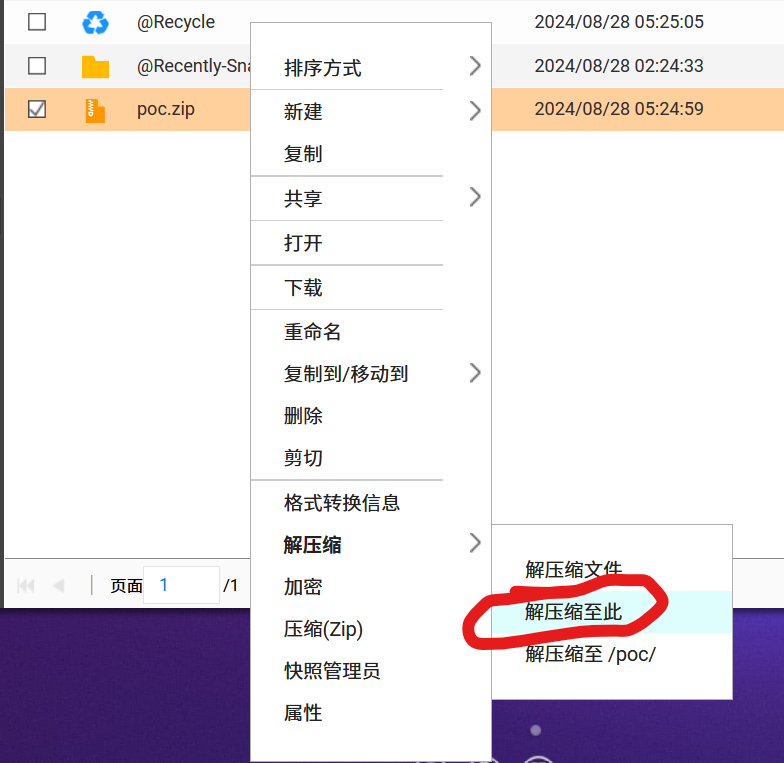 @Recycle 2024/08/28 05:25:05
@Recently-Sna 2024/08/28 02:24:33
poc.zip 2024/08/28 05:24:59
排序方式
新建
复制
共享
打开
下载
重命名
复制到/移动到
删除
剪切
格式转换信息
解压缩
加密
压缩(Zip)
快照管理员
属性
解压缩文件
解压缩至此
解压缩至 /poc/
页面 1 /1